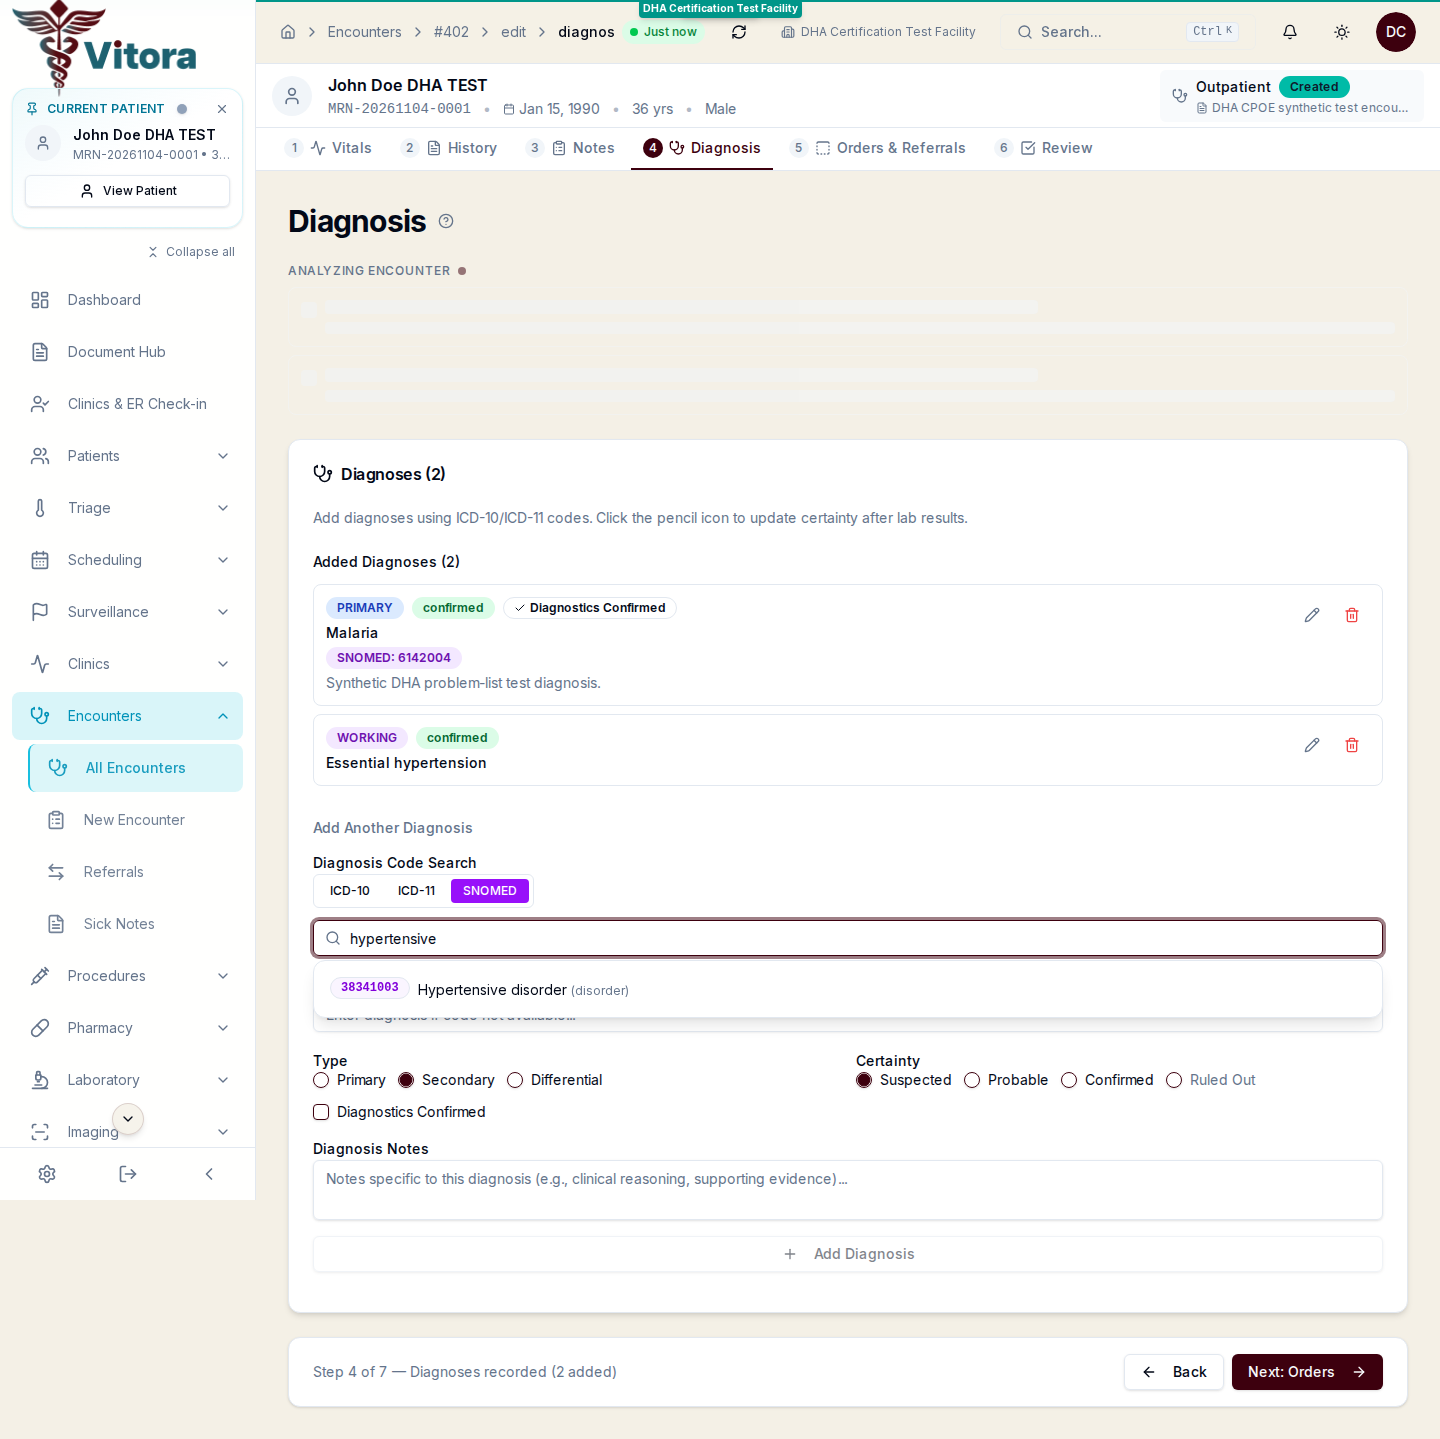 DHA Certification Test Facility
Vitora
Encounters
#402
edit
diagnos
Just now
DHA Certification Test Facility
Search...
Ctrl K
DC
CURRENT PATIENT
John Doe DHA TEST
MRN-20261104-0001 • 3...
View Patient
Collapse all
Dashboard
Document Hub
Clinics & ER Check-in
Patients
Triage
Scheduling
Surveillance
Clinics
Encounters
All Encounters
New Encounter
Referrals
Sick Notes
Procedures
Pharmacy
Laboratory
Imaging
John Doe DHA TEST
MRN-20261104-0001 • Jan 15, 1990 • 36 yrs • Male
Outpatient Created
DHA CPOE synthetic test encou...
1 Vitals
2 History
3 Notes
4 Diagnosis
5 Orders & Referrals
6 Review
Diagnosis
ANALYZING ENCOUNTER
Diagnoses (2)
Add diagnoses using ICD-10/ICD-11 codes. Click the pencil icon to update certainty after lab results.
Added Diagnoses (2)
PRIMARY confirmed Diagnostics Confirmed
Malaria
SNOMED: 6142004
Synthetic DHA problem-list test diagnosis.
WORKING confirmed
Essential hypertension
Add Another Diagnosis
Diagnosis Code Search
ICD-10 ICD-11 SNOMED
hypertensive
38341003 Hypertensive disorder (disorder)
Enter diagnosis if code not available...
Type
Primary Secondary Differential
Certainty
Suspected Probable Confirmed Ruled Out
Diagnostics Confirmed
Diagnosis Notes
Notes specific to this diagnosis (e.g., clinical reasoning, supporting evidence)...
Add Diagnosis
Step 4 of 7 — Diagnoses recorded (2 added)
Back
Next: Orders